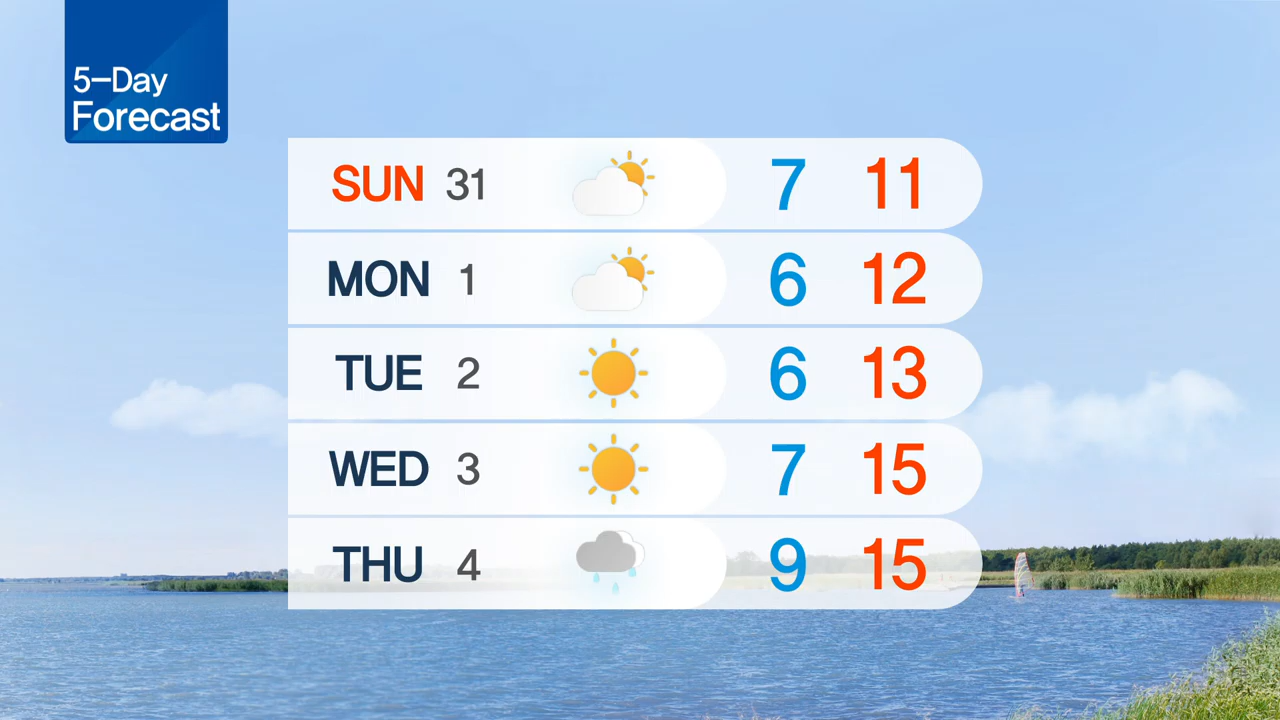 5-Day
Forecast
SUN 31 7 11
MON 1 6 12
TUE 2 6 13
WED 3 7 15
THU 4 9 15